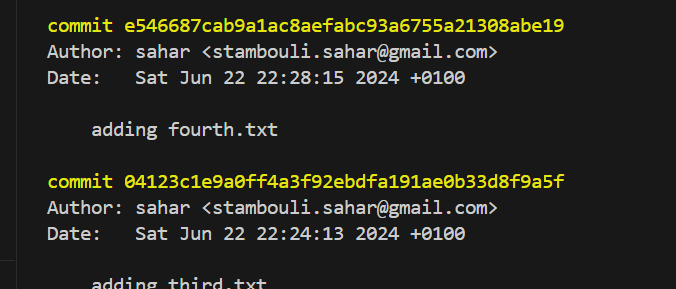 commit e546687cab9a1ac8aefabc93a6755a21308abe19
Author: sahar <stambouli.sahar@gmail.com>
Date:   Sat Jun 22 22:28:15 2024 +0100
adding fourth.txt
commit 04123c1e9a0ff4a3f92ebdfa191ae0b33d8f9a5f
Author: sahar <stambouli.sahar@gmail.com>
Date:   Sat Jun 22 22:24:13 2024 +0100
adding third.txt